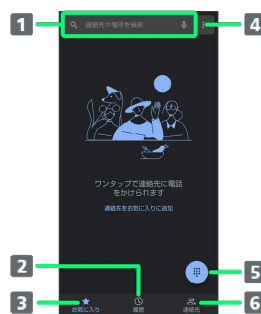 1
連絡先や場所を検索
4
ワンタップで連絡先に電話
をかけられます
連絡先をお気に入りに追加
2
5
3
お気に入り
履歴
連絡先
6